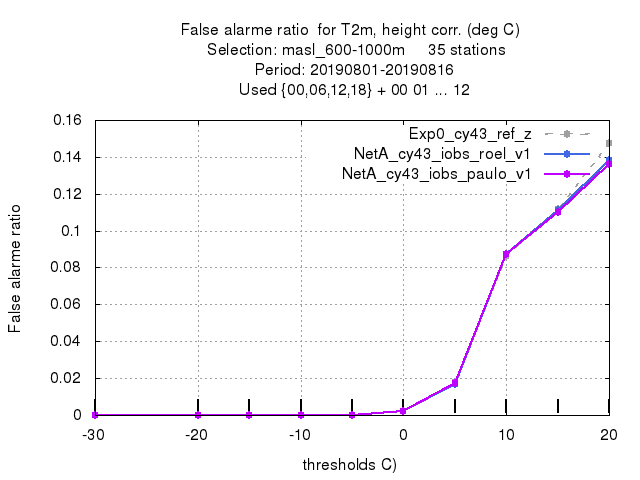 False alarme ratio  for T2m, height corr. (deg C)
Selection: masl_600-1000m     35 stations
Period: 20190801-20190816
Used {00,06,12,18} + 00 01 ... 12
Exp0_cy43_ref_z
NetA_cy43_iobs_roel_v1
NetA_cy43_iobs_paulo_v1
False alarme ratio
0.16
0.14
0.12
0.1
0.08
0.06
0.04
0.02
0
-30 -20 -10 0 10 20
thresholds C)